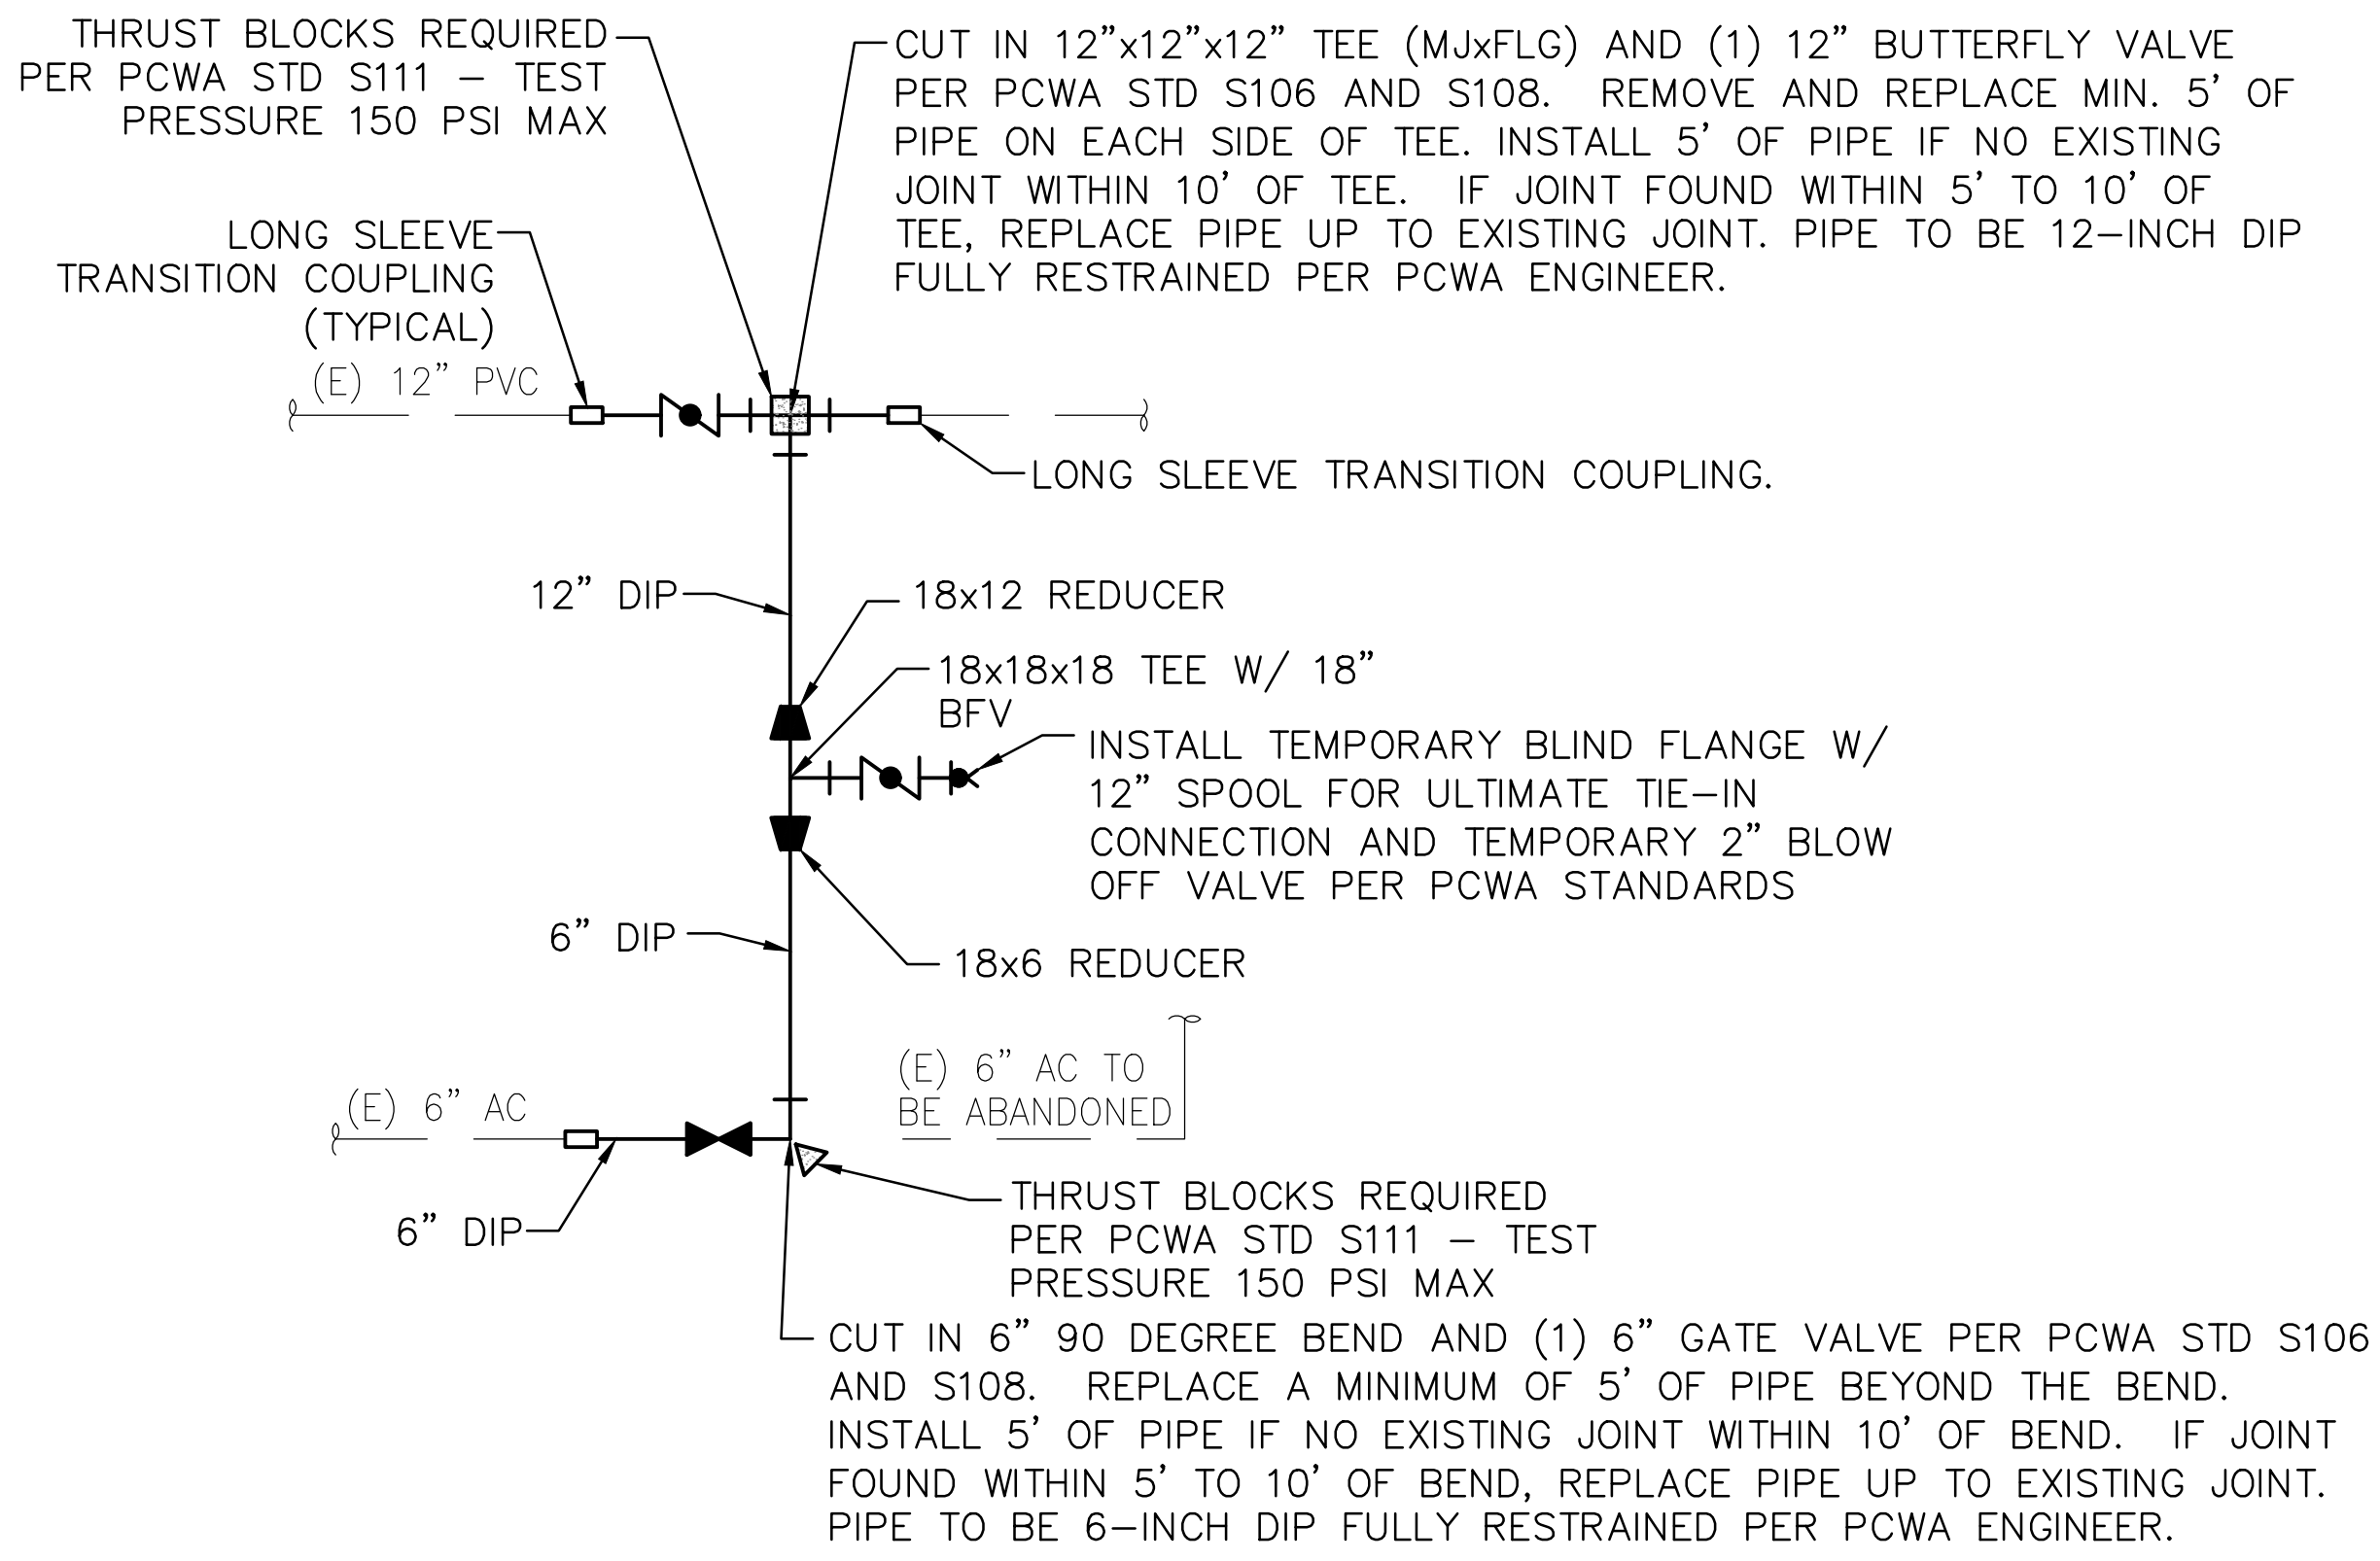 THRUST BLOCKS REQUIRED
PER PCWA STD S111 – TEST
PRESSURE 150 PSI MAX
CUT IN 12"x12"x12" TEE (MJxFLG) AND (1) 12" BUTTERFLY VALVE
PER PCWA STD S106 AND S108. REMOVE AND REPLACE MIN. 5' OF
PIPE ON EACH SIDE OF TEE. INSTALL 5' OF PIPE IF NO EXISTING
JOINT WITHIN 10' OF TEE. IF JOINT FOUND WITHIN 5' TO 10' OF
TEE, REPLACE PIPE UP TO EXISTING JOINT. PIPE TO BE 12–INCH DIP
FULLY RESTRAINED PER PCWA ENGINEER.
LONG SLEEVE
TRANSITION COUPLING
(TYPICAL)
(E) 12" PVC
LONG SLEEVE TRANSITION COUPLING.
12" DIP
18x12 REDUCER
18x18x18 TEE W/ 18"
BFV
INSTALL TEMPORARY BLIND FLANGE W/
12" SPOOL FOR ULTIMATE TIE–IN
CONNECTION AND TEMPORARY 2" BLOW
OFF VALVE PER PCWA STANDARDS
6" DIP
18x6 REDUCER
(E) 6" AC TO
BE ABANDONED
(E) 6" AC
6" DIP
THRUST BLOCKS REQUIRED
PER PCWA STD S111 – TEST
PRESSURE 150 PSI MAX
CUT IN 6" 90 DEGREE BEND AND (1) 6" GATE VALVE PER PCWA STD S106
AND S108. REPLACE A MINIMUM OF 5' OF PIPE BEYOND THE BEND.
INSTALL 5' OF PIPE IF NO EXISTING JOINT WITHIN 10' OF BEND. IF JOINT
FOUND WITHIN 5' TO 10' OF BEND, REPLACE PIPE UP TO EXISTING JOINT.
PIPE TO BE 6–INCH DIP FULLY RESTRAINED PER PCWA ENGINEER.